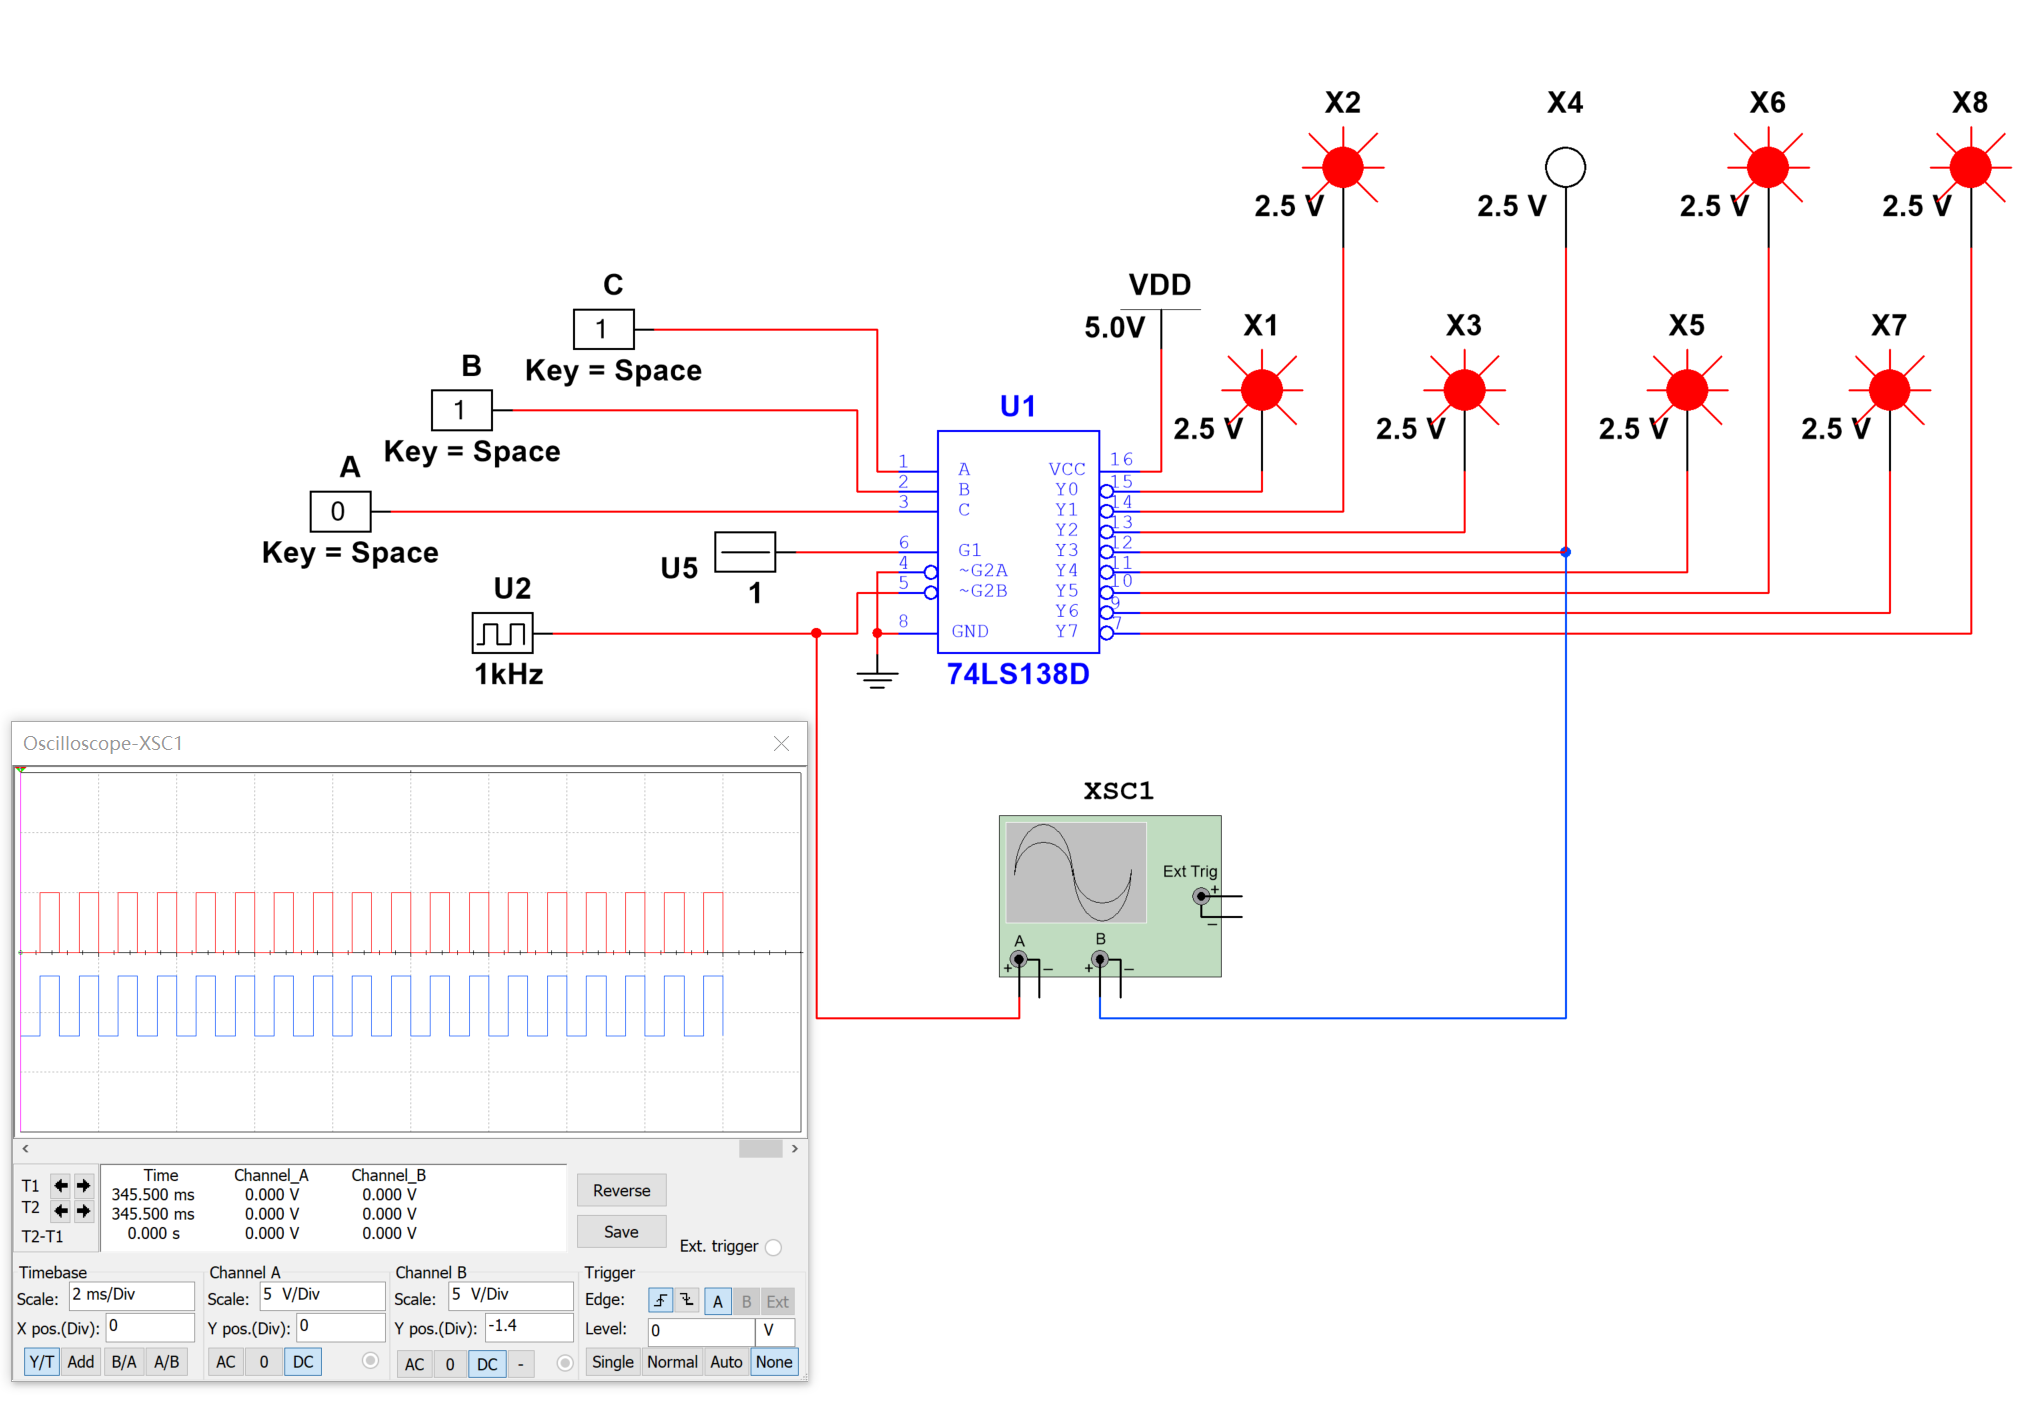 X2 X4 X6 X8
2.5 V 2.5 V 2.5 V 2.5 V
C VDD
1 5.0V X1 X3 X5 X7
B Key = Space
1 U1 2.5 V 2.5 V 2.5 V 2.5 V
Key = Space
A
0
Key = Space
1 A VCC 16
2 B Y0 15
3 C Y1 14
Y2 13
6 G1 Y3 12
4 ~G2A Y4 11
5 ~G2B Y5 10
Y6 9
8 GND Y7 7
U5
1
U2
1kHz
74LS138D
Oscilloscope-XSC1
XSC1
Ext Trig
+
−
A B
+ − + −
Time Channel_A Channel_B
T1 345.500 ms 0.000 V 0.000 V
T2 345.500 ms 0.000 V 0.000 V
T2-T1 0.000 s 0.000 V 0.000 V
Reverse
Save
Ext. trigger
Timebase Channel A Channel B Trigger
Scale: 2 ms/Div Scale: 5 V/Div Scale: 5 V/Div Edge: A B Ext
X pos.(Div): 0 Y pos.(Div): 0 Y pos.(Div): -1.4 Level: 0 V
Y/T Add B/A A/B AC 0 DC AC 0 DC - Single Normal Auto None